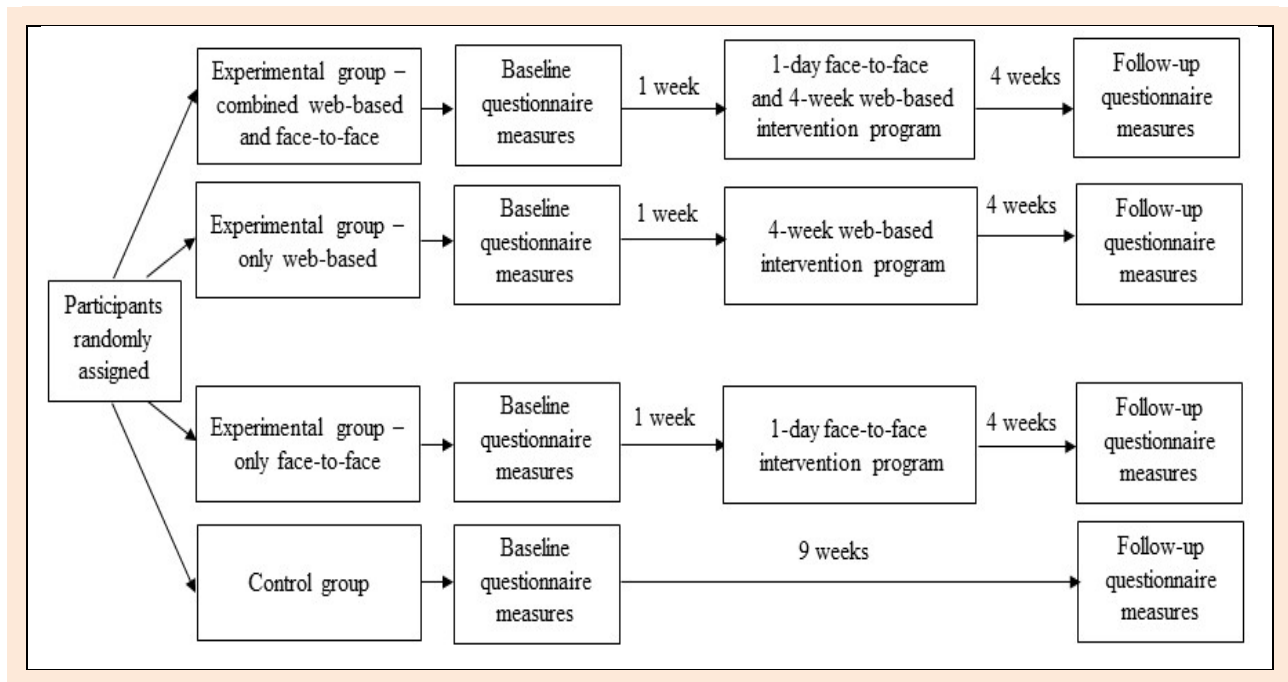 Participants
randomly
assigned
Experimental group –
combined web-based
and face-to-face
Baseline
questionnaire
measures
1 week
1-day face-to-face
and 4-week web-based
intervention program
4 weeks
Follow-up
questionnaire
measures
Experimental group –
only web-based
Baseline
questionnaire
measures
1 week
4-week web-based
intervention program
4 weeks
Follow-up
questionnaire
measures
Experimental group –
only face-to-face
Baseline
questionnaire
measures
1 week
1-day face-to-face
intervention program
4 weeks
Follow-up
questionnaire
measures
Control group
Baseline
questionnaire
measures
9 weeks
Follow-up
questionnaire
measures